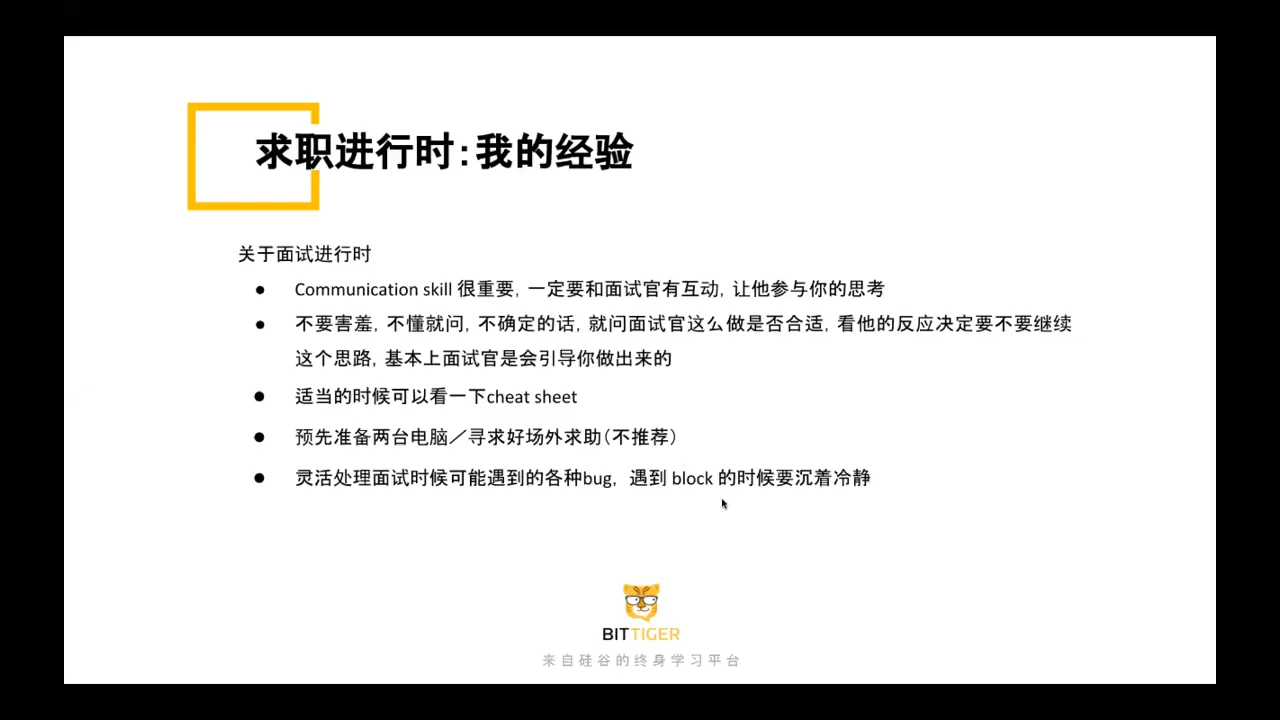 求职进行时:我的经验
关于面试进行时
● Communication skill 很重要, 一定要和面试官有互动, 让他参与你的思考
● 不要害羞, 不懂就问, 不确定的话, 就问面试官这么做是否合适, 看他的反应决定要不要继续
这个思路, 基本上面试官是会引导你做出来的
● 适当的时候可以看一下cheat sheet
● 预先准备两台电脑／寻求好场外求助(不推荐)
● 灵活处理面试时候可能遇到的各种bug, 遇到 block 的时候要沉着冷静
BITTIGER
来自硅谷的终身学习平台